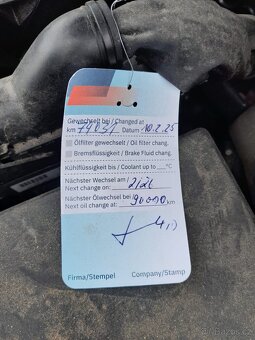 Gewechselt bei / Changed at
km 79051 Datum 10.2.25
Ölfilter gewechselt / Oil filter chang.
Bremsflüssigkeit / Brake Fluid chang.
Kühlflüssigkeit bis / Coolant up to °C
Nächster Wechsel am /
Next change on: 2/26
Nächster Ölwechsel bei
Next oil change at: 90000 km
Firma/Stempel Company/Stamp